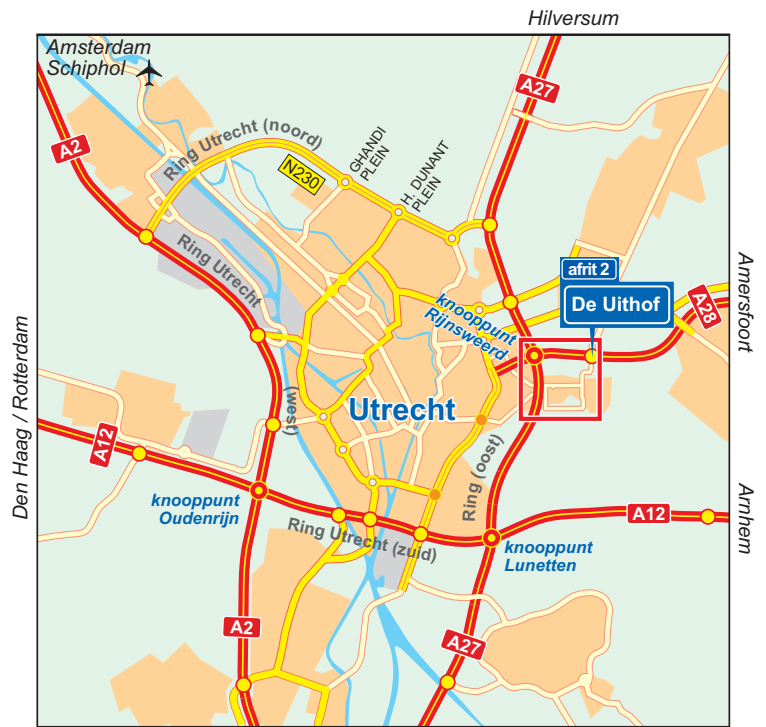 Hilversum
Amsterdam
Schiphol
A27
A2
Ring Utrecht (noord)
GHANDI
PLEIN
N230
H. DUNANT
PLEIN
Ring Utrecht
(west)
afrit 2
De Uithof
knooppunt
Rijnsweerd
A28
Amersfoort
Utrecht
Den Haag / Rotterdam
A12
knooppunt
Oudenrijn
Ring (oost)
Ring Utrecht (zuid)
A12
Arnhem
knooppunt
Lunetten
A2
A27